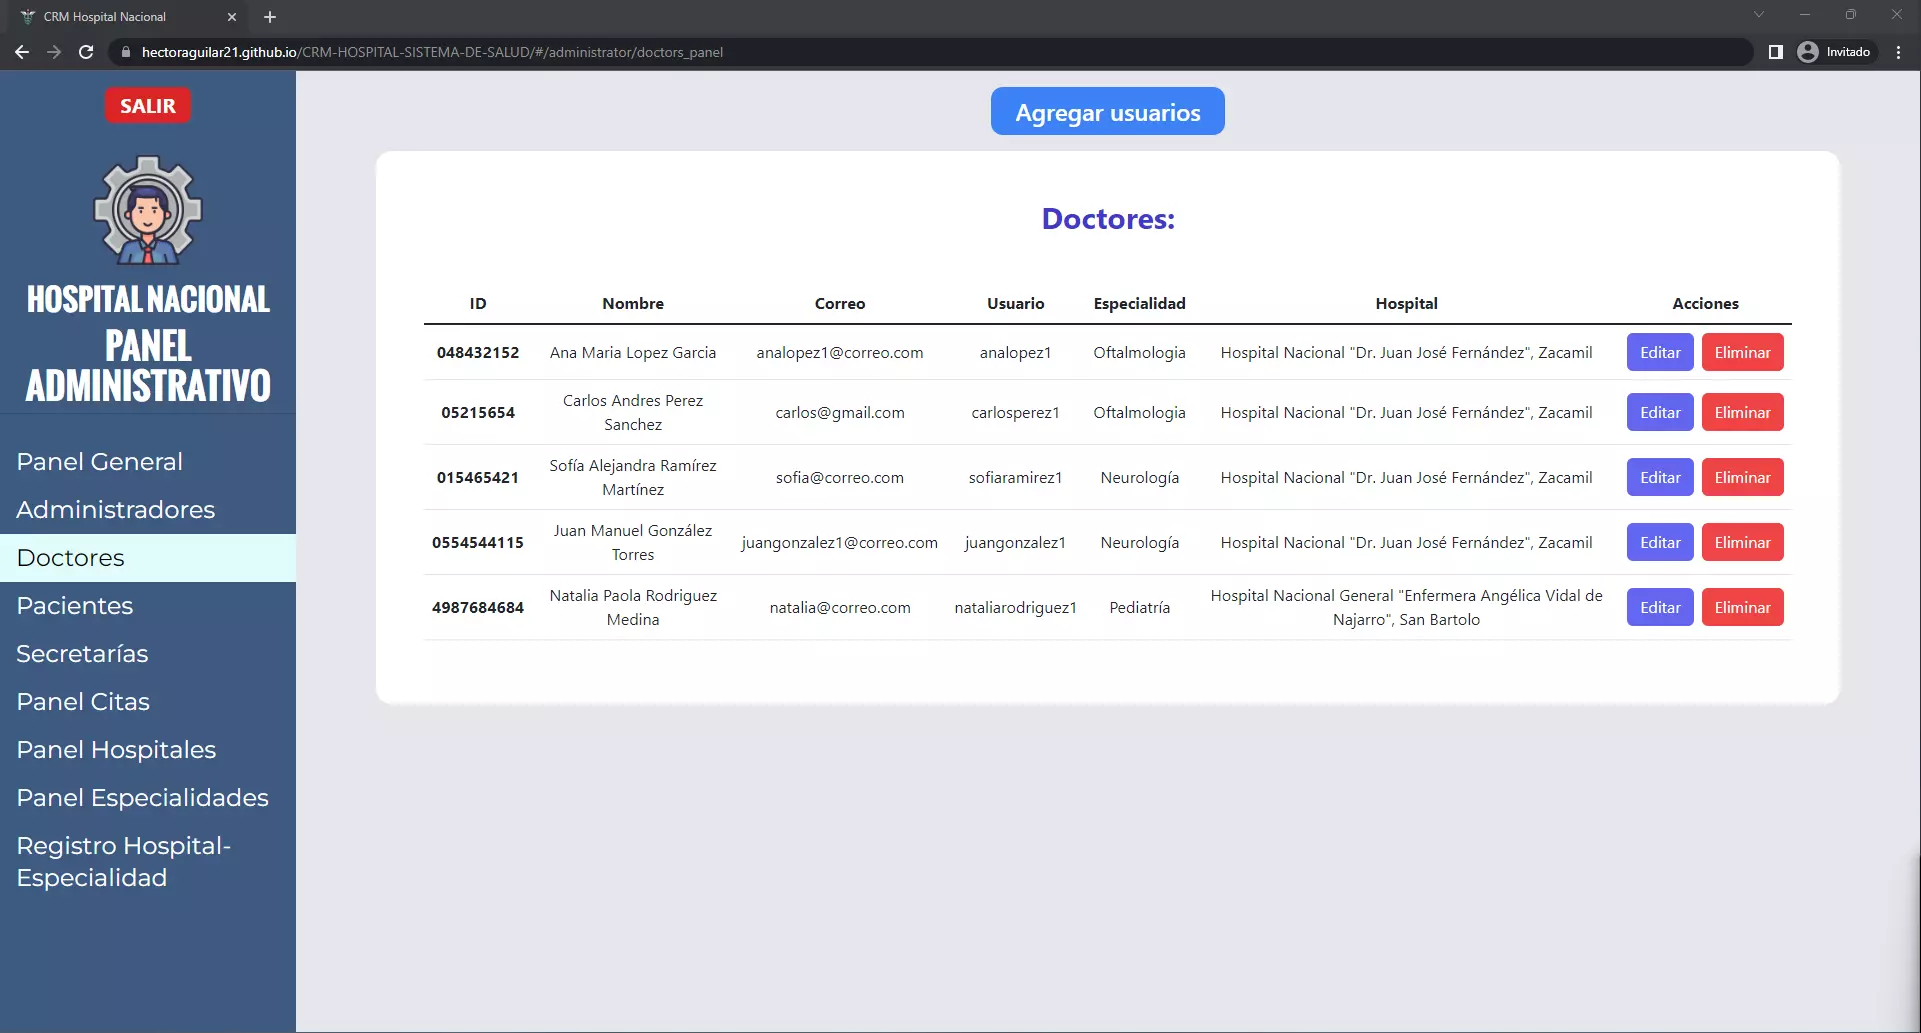 CRM Hospital Nacional
hectoraguilar21.github.io/CRM-HOSPITAL-SISTEMA-DE-SALUD/#/administrator/doctors_panel
Invitado
SALIR
HOSPITAL NACIONAL
PANEL
ADMINISTRATIVO
Panel General
Administradores
Doctores
Pacientes
Secretarías
Panel Citas
Panel Hospitales
Panel Especialidades
Registro Hospital-
Especialidad
Agregar usuarios
Doctores:
ID Nombre Correo Usuario Especialidad Hospital Acciones
048432152 Ana Maria Lopez Garcia analopez1@correo.com analopez1 Oftalmologia Hospital Nacional "Dr. Juan José Fernández", Zacamil Editar Eliminar
05215654 Carlos Andres Perez Sanchez carlos@gmail.com carlosperez1 Oftalmologia Hospital Nacional "Dr. Juan José Fernández", Zacamil Editar Eliminar
015465421 Sofía Alejandra Ramírez Martínez sofia@correo.com sofiaramirez1 Neurología Hospital Nacional "Dr. Juan José Fernández", Zacamil Editar Eliminar
0554544115 Juan Manuel González Torres juangonzalez1@correo.com juangonzalez1 Neurología Hospital Nacional "Dr. Juan José Fernández", Zacamil Editar Eliminar
4987684684 Natalia Paola Rodriguez Medina natalia@correo.com nataliarodriguez1 Pediatría Hospital Nacional General "Enfermera Angélica Vidal de Najarro", San Bartolo Editar Eliminar